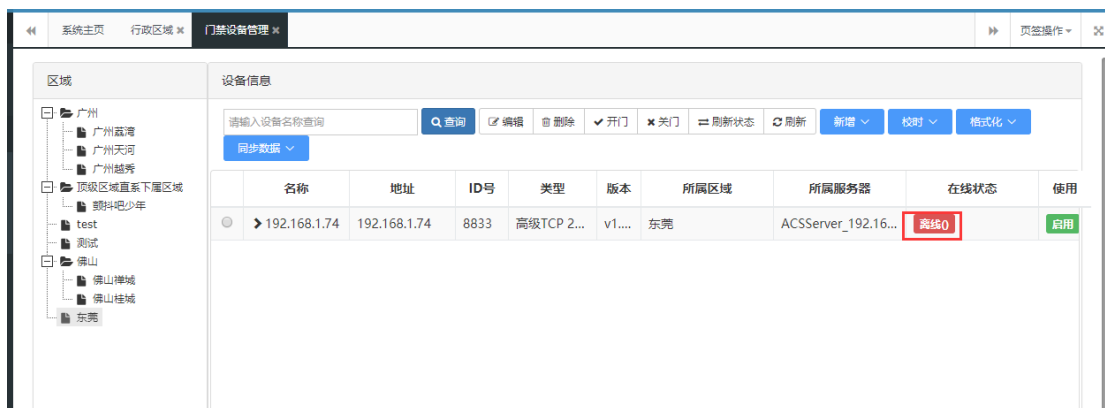 系统主页 行政区域 门禁设备管理 页签操作
区域
设备信息
广州
广州荔湾
广州天河
广州越秀
顶级区域直系下属区域
颤抖吧少年
test
测试
佛山
佛山禅城
佛山桂城
东莞
请输入设备名称查询 查询 编辑 删除 开门 关门 刷新状态 刷新 新增 校时 格式化
同步数据
名称 地址 ID号 类型 版本 所属区域 所属服务器 在线状态 使用
192.168.1.74 192.168.1.74 8833 高级TCP 2... v1.... 东莞 ACSServer_192.16... 离线() 启用